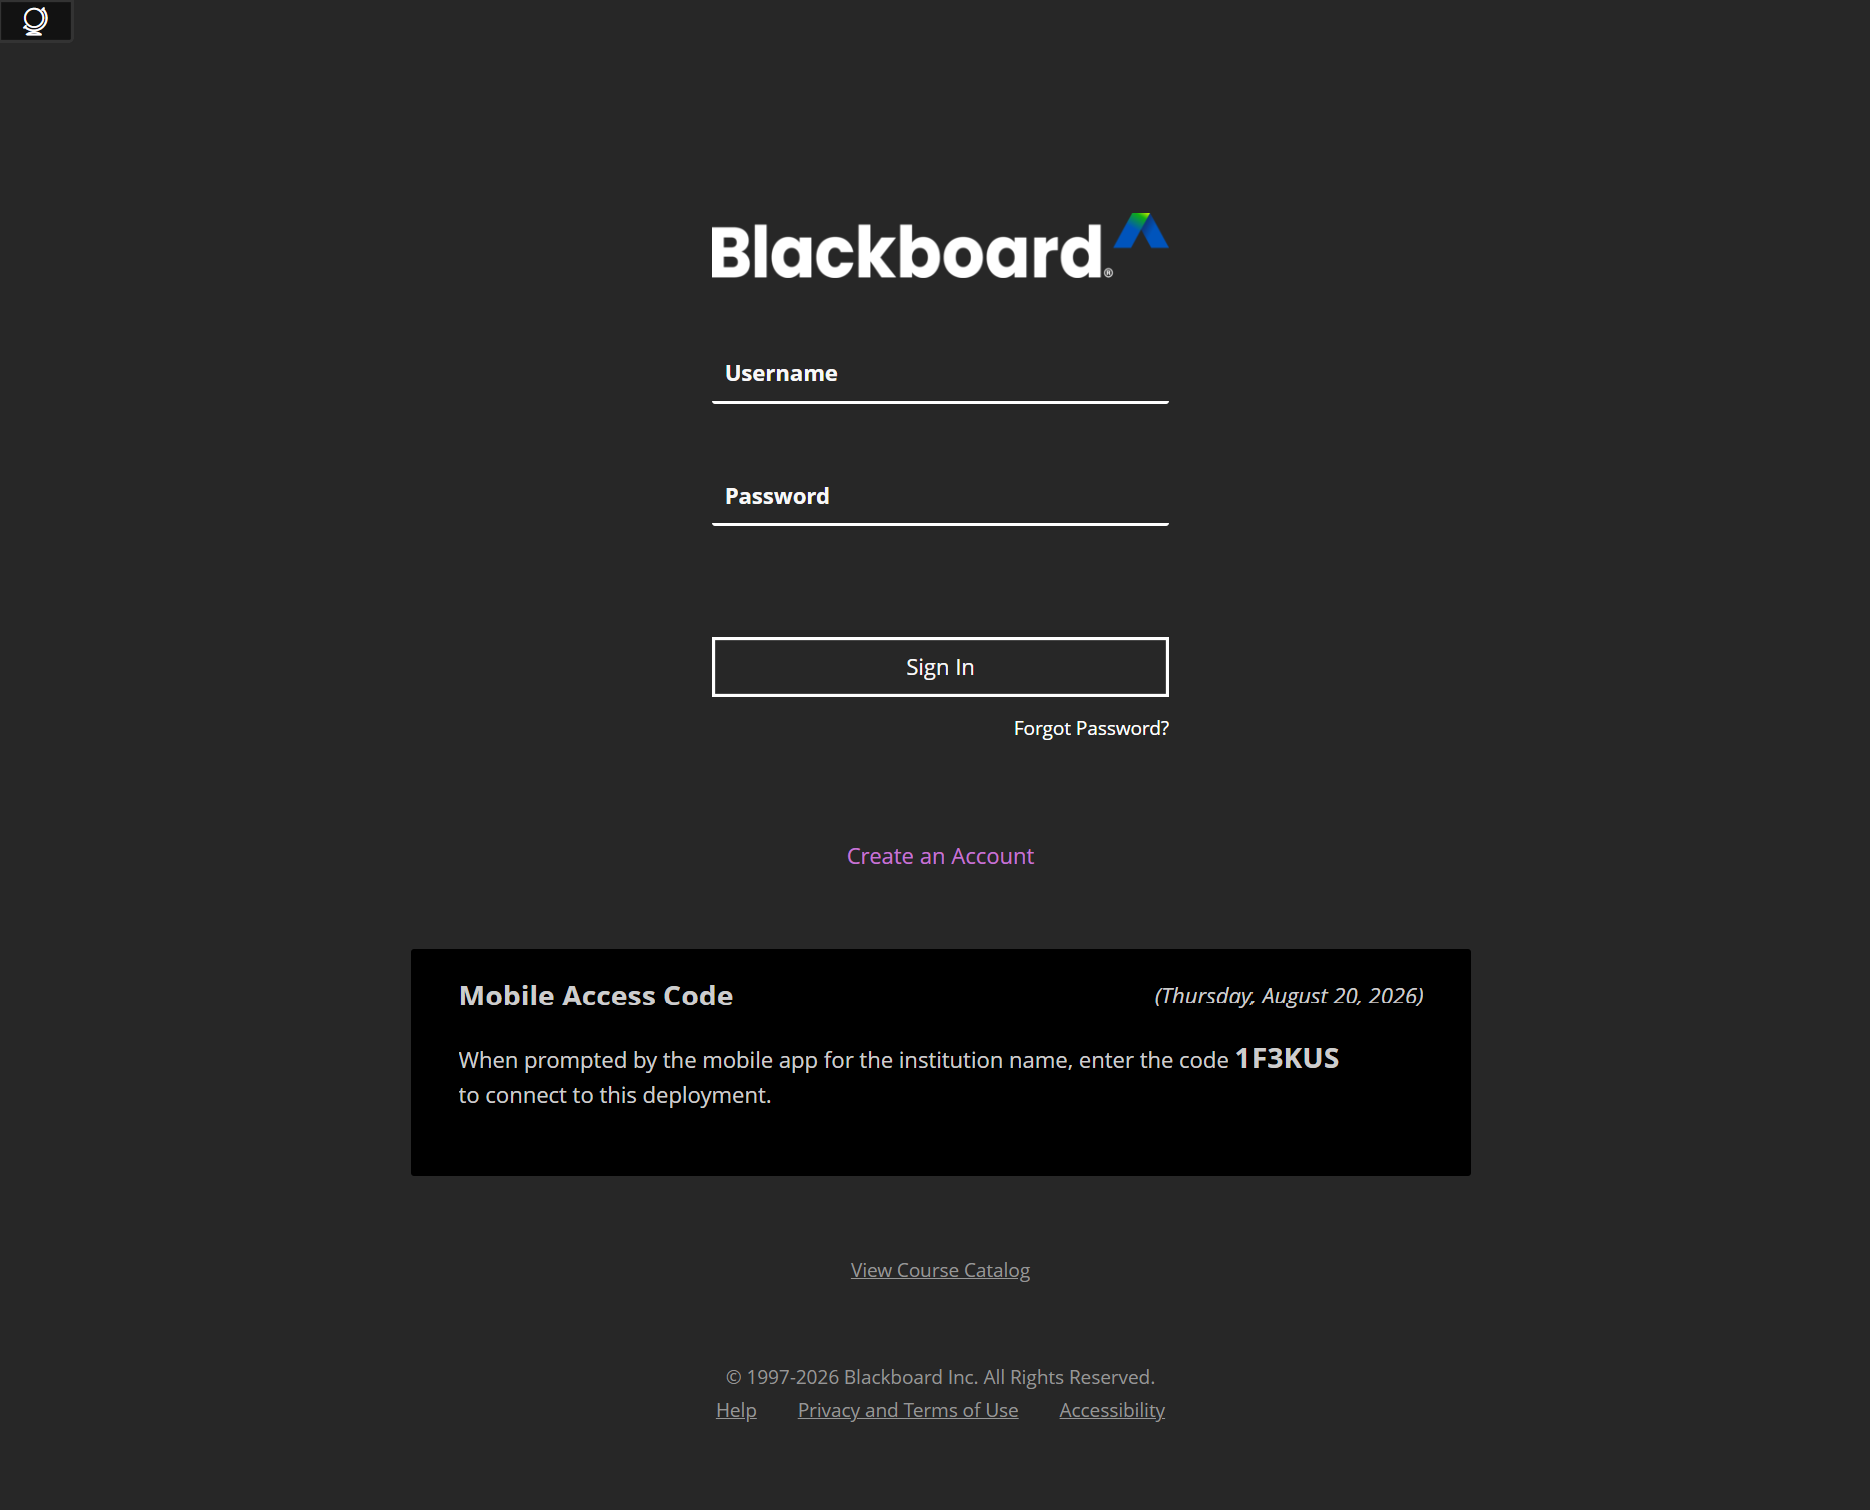 Blackboard®
Username
Password
Sign In
Forgot Password?
Create an Account
Mobile Access Code
(Thursday, August 20, 2026)
When prompted by the mobile app for the institution name, enter the code 1F3KUS
to connect to this deployment.
View Course Catalog
© 1997-2026 Blackboard Inc. All Rights Reserved.
Help Privacy and Terms of Use Accessibility